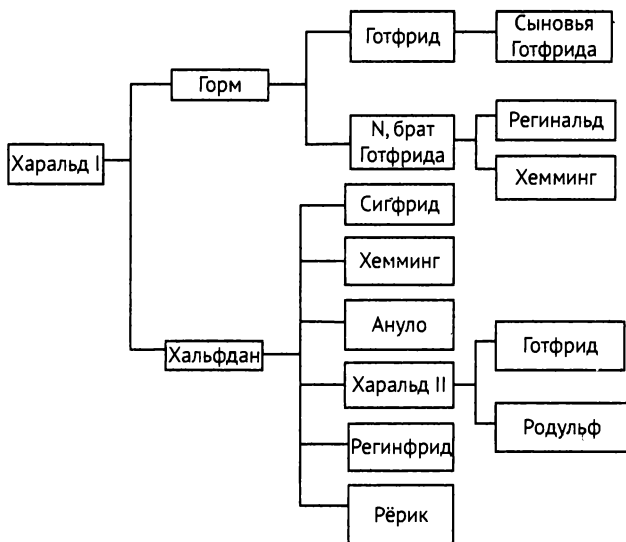 Готфрид
Сыновья
Готфрида
Горм
N, брат
Готфрида
Регинальд
Хемминг
Харальд I
Сигфрид
Хемминг
Ануло
Хальфдан
Харальд II
Готфрид
Родульф
Регинфрид
Рёрик